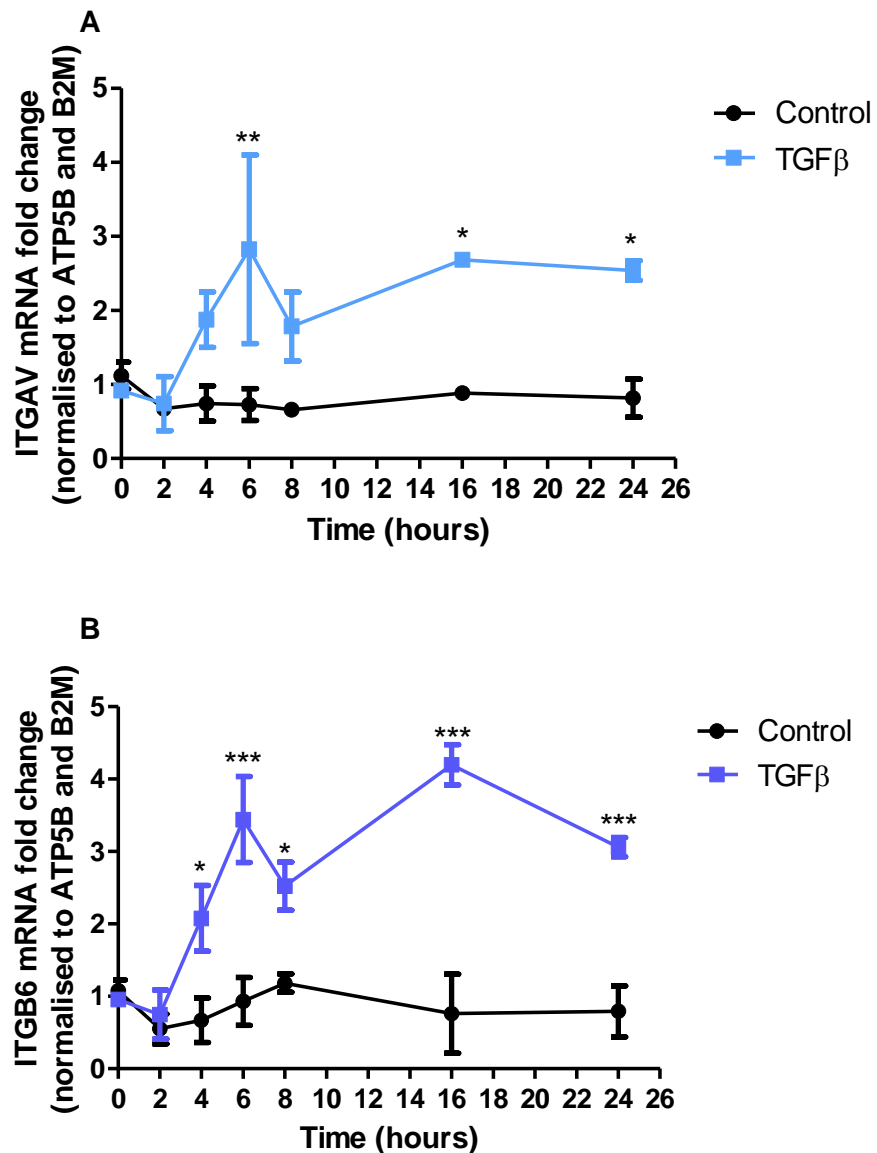 A
ITGAV mRNA fold change
(normalised to ATP5B and B2M)
5
4
3
2
1
0
**
*
*
Control
TGFβ
0 2 4 6 8 10 12 14 16 18 20 22 24 26
Time (hours)
B
ITGB6 mRNA fold change
(normalised to ATP5B and B2M)
5
4
3
2
1
0
*
***
*
***
***
Control
TGFβ
0 2 4 6 8 10 12 14 16 18 20 22 24 26
Time (hours)